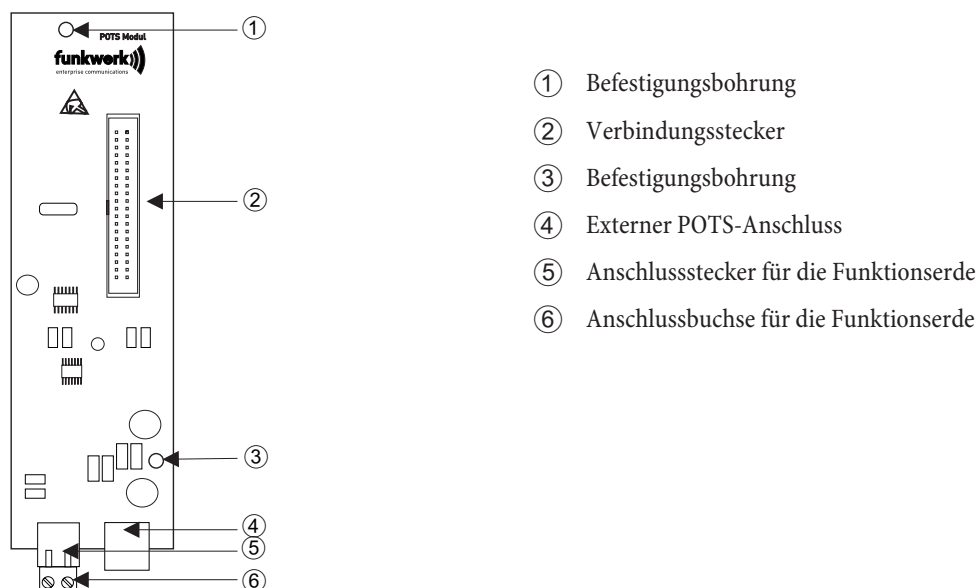 POTS Modul
funkwerk
enterprise communications
①
②
③
④
⑤
⑥
① Befestigungsbohrung
② Verbindungsstecker
③ Befestigungsbohrung
④ Externer POTS-Anschluss
⑤ Anschlussstecker für die Funktionserde
⑥ Anschlussbuchse für die Funktionserde